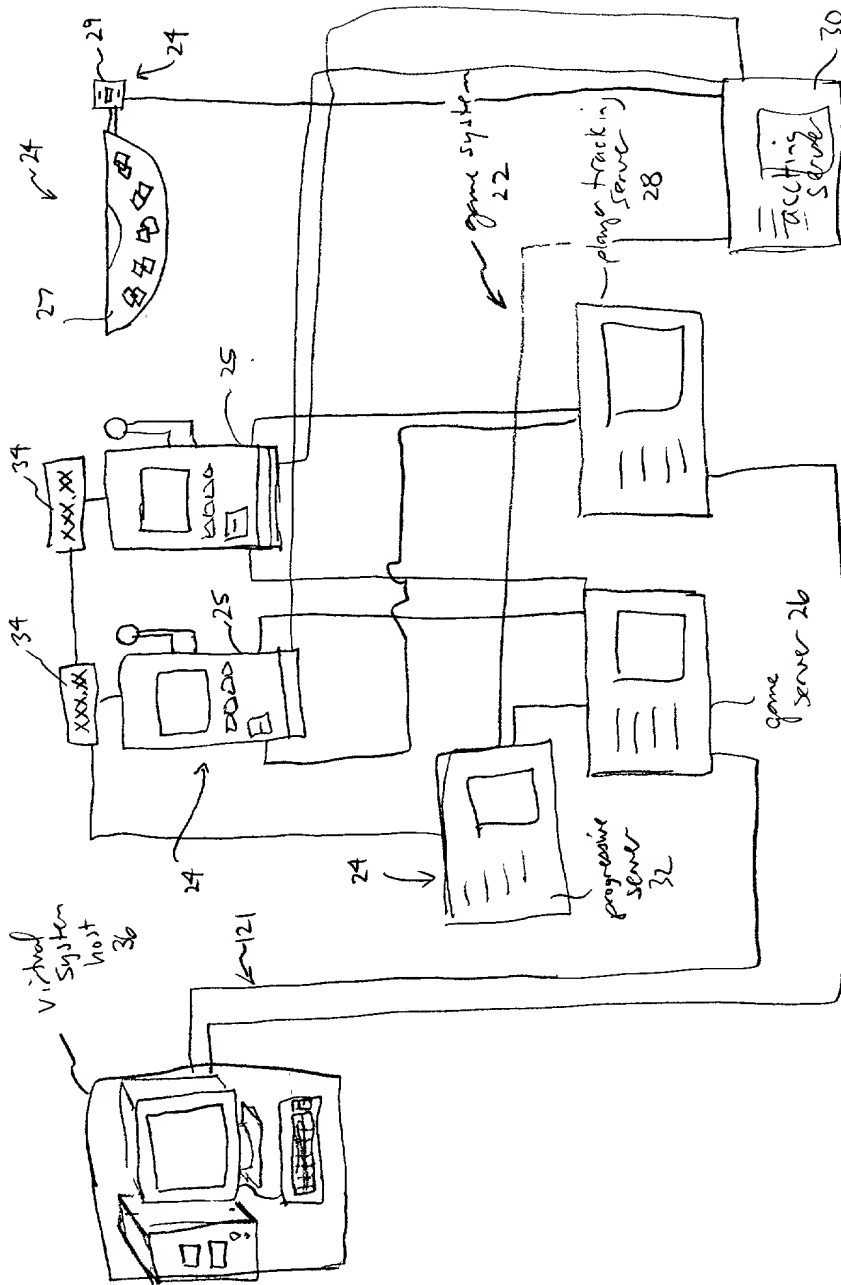 Virtual
System
host
36
121
34
XXX.XX
34
XXX.XX
25
25
24
27
24
29
24
24
progressive
server
32
game
server 26
game system
22
player tracking
server
28
accting
server
30